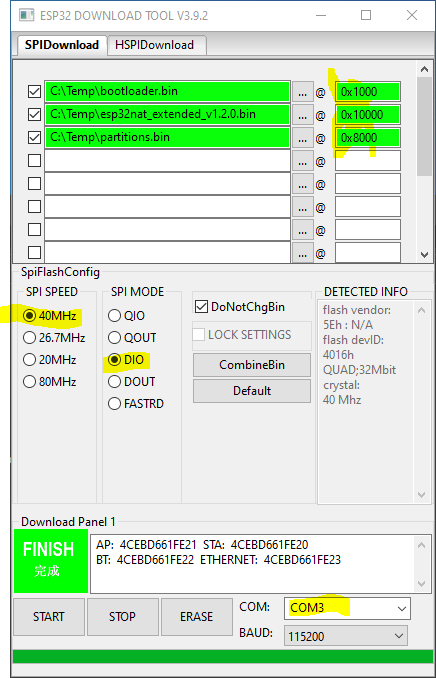 ESP32 DOWNLOAD TOOL V3.9.2
SPIDownload HSPIDownload
C:\Temp\bootloader.bin ... @ 0x1000
C:\Temp\esp32nat_extended_v1.2.0.bin ... @ 0x10000
C:\Temp\partitions.bin ... @ 0x8000
... @
... @
... @
... @
... @
SpiFlashConfig
SPI SPEED
40MHz
26.7MHz
20MHz
80MHz
SPI MODE
QIO
QOUT
DIO
DOUT
FASTRD
DoNotChgBin
LOCK SETTINGS
CombineBin
Default
DETECTED INFO
flash vendor:
5Eh : N/A
flash devID:
4016h
QUAD;32Mbit
crystal:
40 Mhz
Download Panel 1
FINISH
完成
AP: 4CEBD661FE21 STA: 4CEBD661FE20
BT: 4CEBD661FE22 ETHERNET: 4CEBD661FE23
START STOP ERASE
COM: COM3
BAUD: 115200